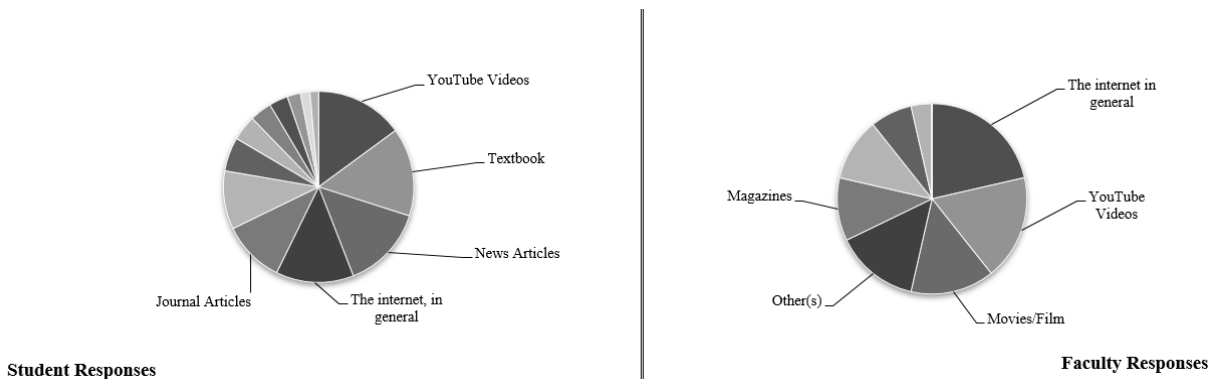 YouTube Videos
Textbook
News Articles
The internet, in
general
Journal Articles
Student Responses
The internet in
general
YouTube
Videos
Movies/Film
Other(s)
Magazines
Faculty Responses